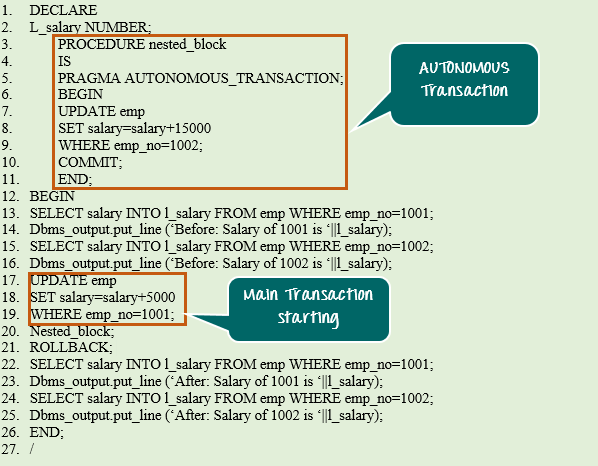 1. DECLARE
2. L_salary NUMBER;
3. PROCEDURE nested_block
4. IS
5. PRAGMA AUTONOMOUS_TRANSACTION;
6. BEGIN
7. UPDATE emp
8. SET salary=salary+15000
9. WHERE emp_no=1002;
10. COMMIT;
11. END;
AUTONOMOUS
Transaction
12. BEGIN
13. SELECT salary INTO l_salary FROM emp WHERE emp_no=1001;
14. Dbms_output.put_line (‘Before: Salary of 1001 is ‘||l_salary);
15. SELECT salary INTO l_salary FROM emp WHERE emp_no=1002;
16. Dbms_output.put_line (‘Before: Salary of 1002 is ‘||l_salary);
17. UPDATE emp
18. SET salary=salary+5000
19. WHERE emp_no=1001;
Main Transaction
starting
20. Nested_block;
21. ROLLBACK;
22. SELECT salary INTO l_salary FROM emp WHERE emp_no=1001;
23. Dbms_output.put_line (‘After: Salary of 1001 is ‘||l_salary);
24. SELECT salary INTO l_salary FROM emp WHERE emp_no=1002;
25. Dbms_output.put_line (‘After: Salary of 1002 is ‘||l_salary);
26. END;
27. /